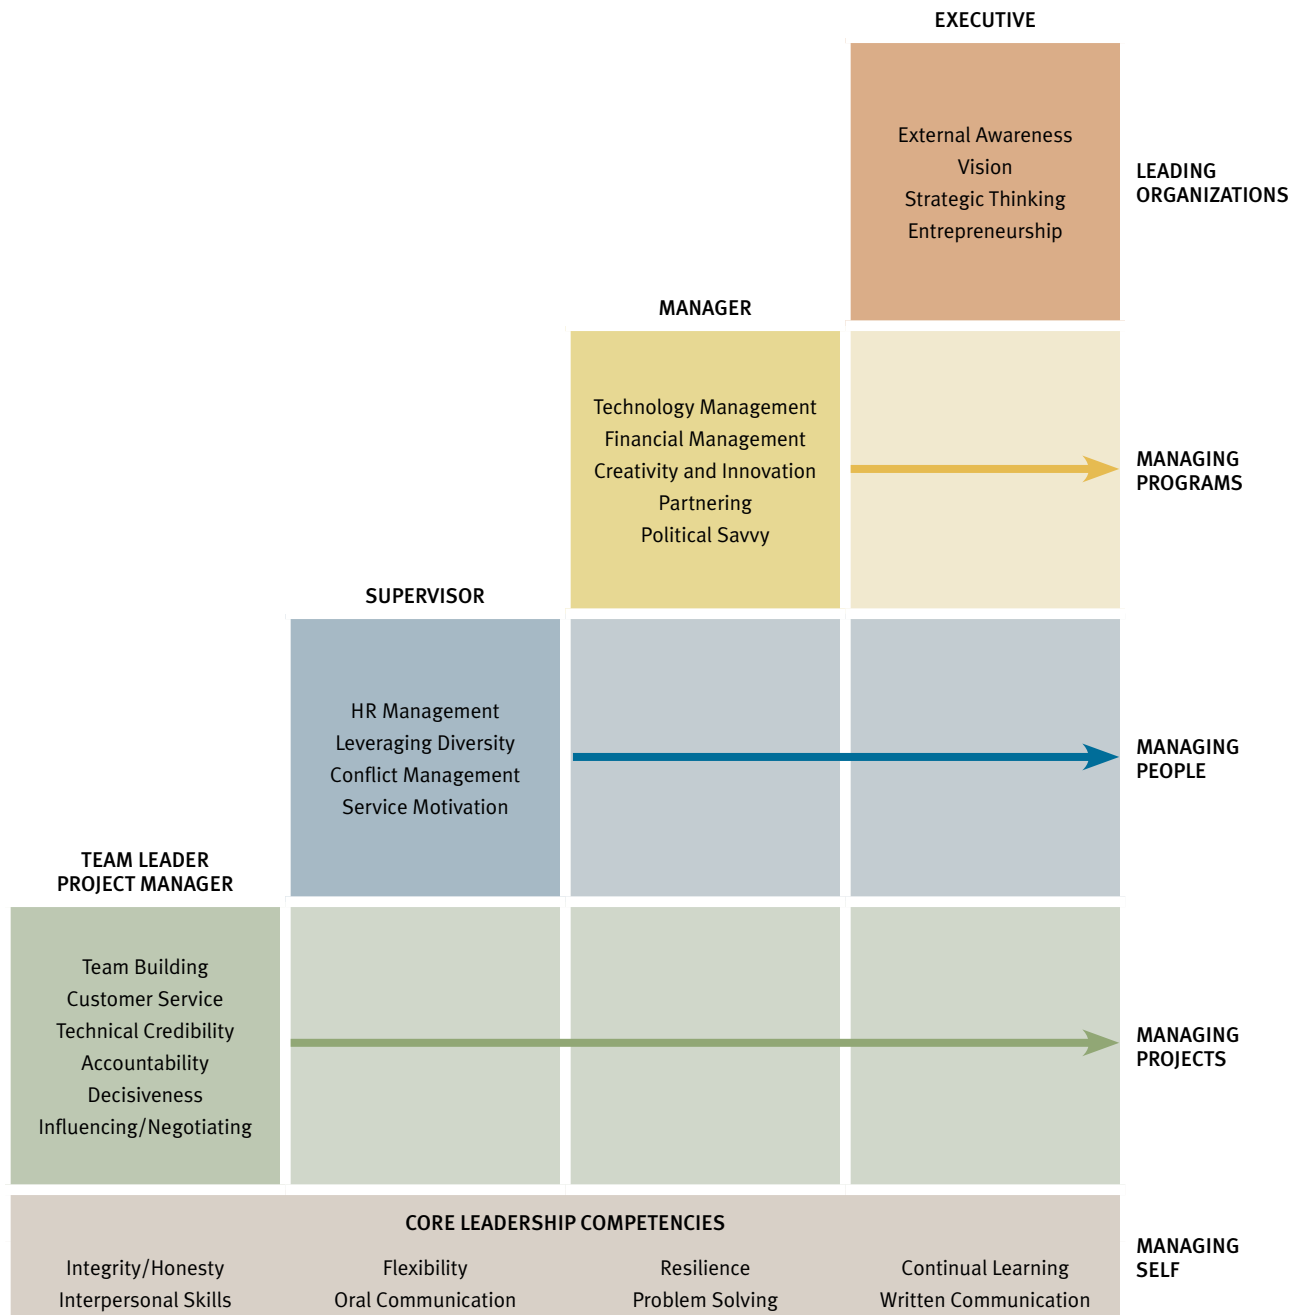 EXECUTIVE
External Awareness
Vision
Strategic Thinking
Entrepreneurship
LEADING
ORGANIZATIONS
MANAGER
Technology Management
Financial Management
Creativity and Innovation
Partnering
Political Savvy
MANAGING
PROGRAMS
SUPERVISOR
HR Management
Leveraging Diversity
Conflict Management
Service Motivation
MANAGING
PEOPLE
TEAM LEADER
PROJECT MANAGER
Team Building
Customer Service
Technical Credibility
Accountability
Decisiveness
Influencing/Negotiating
MANAGING
PROJECTS
CORE LEADERSHIP COMPETENCIES
Integrity/Honesty
Interpersonal Skills
Flexibility
Oral Communication
Resilience
Problem Solving
Continual Learning
Written Communication
MANAGING
SELF